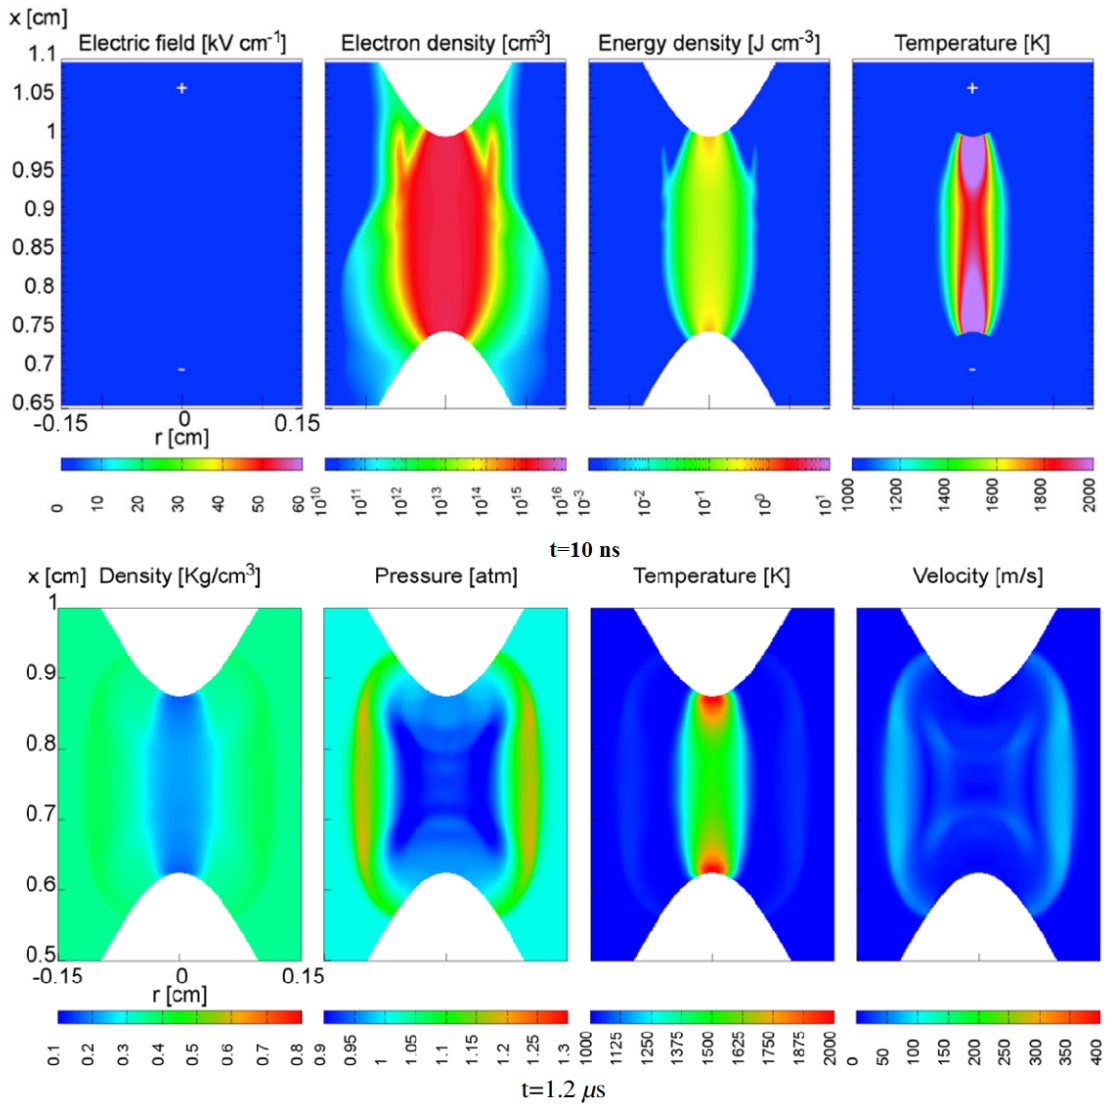 x [cm]
Electric field [kV cm-1] Electron density [cm-3] Energy density [J cm-3] Temperature [K]
1.1
1.05
1
0.95
0.9
0.85
0.8
0.75
0.7
0.65
+ +
- -
-0.15 0 0.15
r [cm]
0 10 20 30 40 50 60
10^10 10^11 10^12 10^13 10^14 10^15 10^16
10^-3 10^-2 10^-1 10^0 10^1
1000 1200 1400 1600 1800 2000
t=10 ns
x [cm] Density [Kg/cm3] Pressure [atm] Temperature [K] Velocity [m/s]
1
0.9
0.8
0.7
0.6
0.5
-0.15 0 0.15
r [cm]
0.1 0.2 0.3 0.4 0.5 0.6 0.7 0.8
0.9 0.95 1 1.05 1.1 1.15 1.2 1.25 1.3
1000 1125 1250 1375 1500 1625 1750 1875 2000
0 50 100 150 200 250 300 350 400
t=1.2 μs